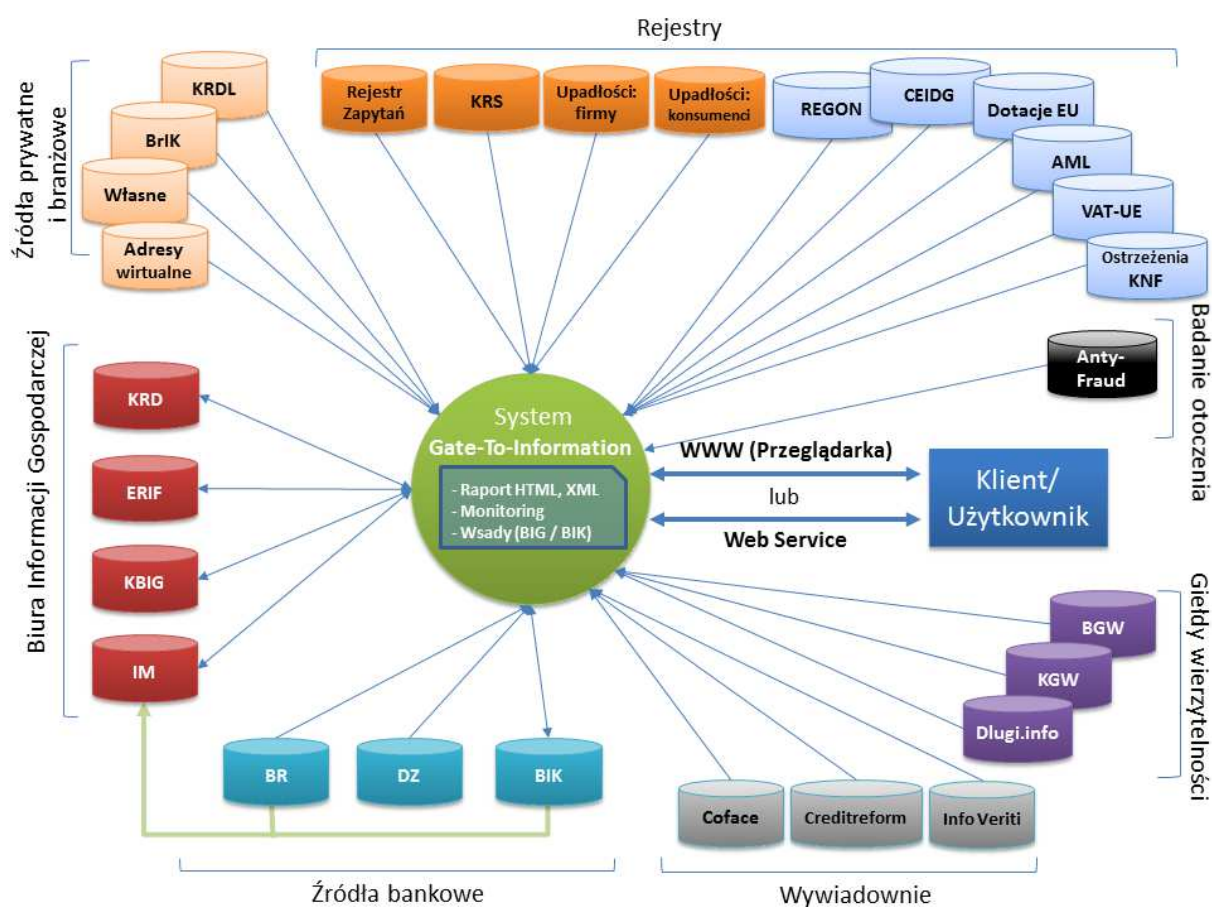 Rejestry
Źródła prywatne
i branżowe
KRDL
BrIK
Własne
Adresy
wirtualne
Rejestr
Zapytań
KRS
Upadłości:
firmy
Upadłości:
konsumenci
REGON
CEIDG
Dotacje EU
AML
VAT-UE
Ostrzeżenia
KNF
Badanie otoczenia
Anty-
Fraud
Biura Informacji Gospodarczej
KRD
ERIF
KBIG
IM
System
Gate-To-Information
- Raport HTML, XML
- Monitoring
- Wsady (BIG / BIK)
WWW (Przeglądarka)
lub
Web Service
Klient/
Użytkownik
Giełdy wierzytelności
BGW
KGW
Dlugi.info
BR
DZ
BIK
Coface
Creditreform
Info Veriti
Źródła bankowe
Wywiadownie